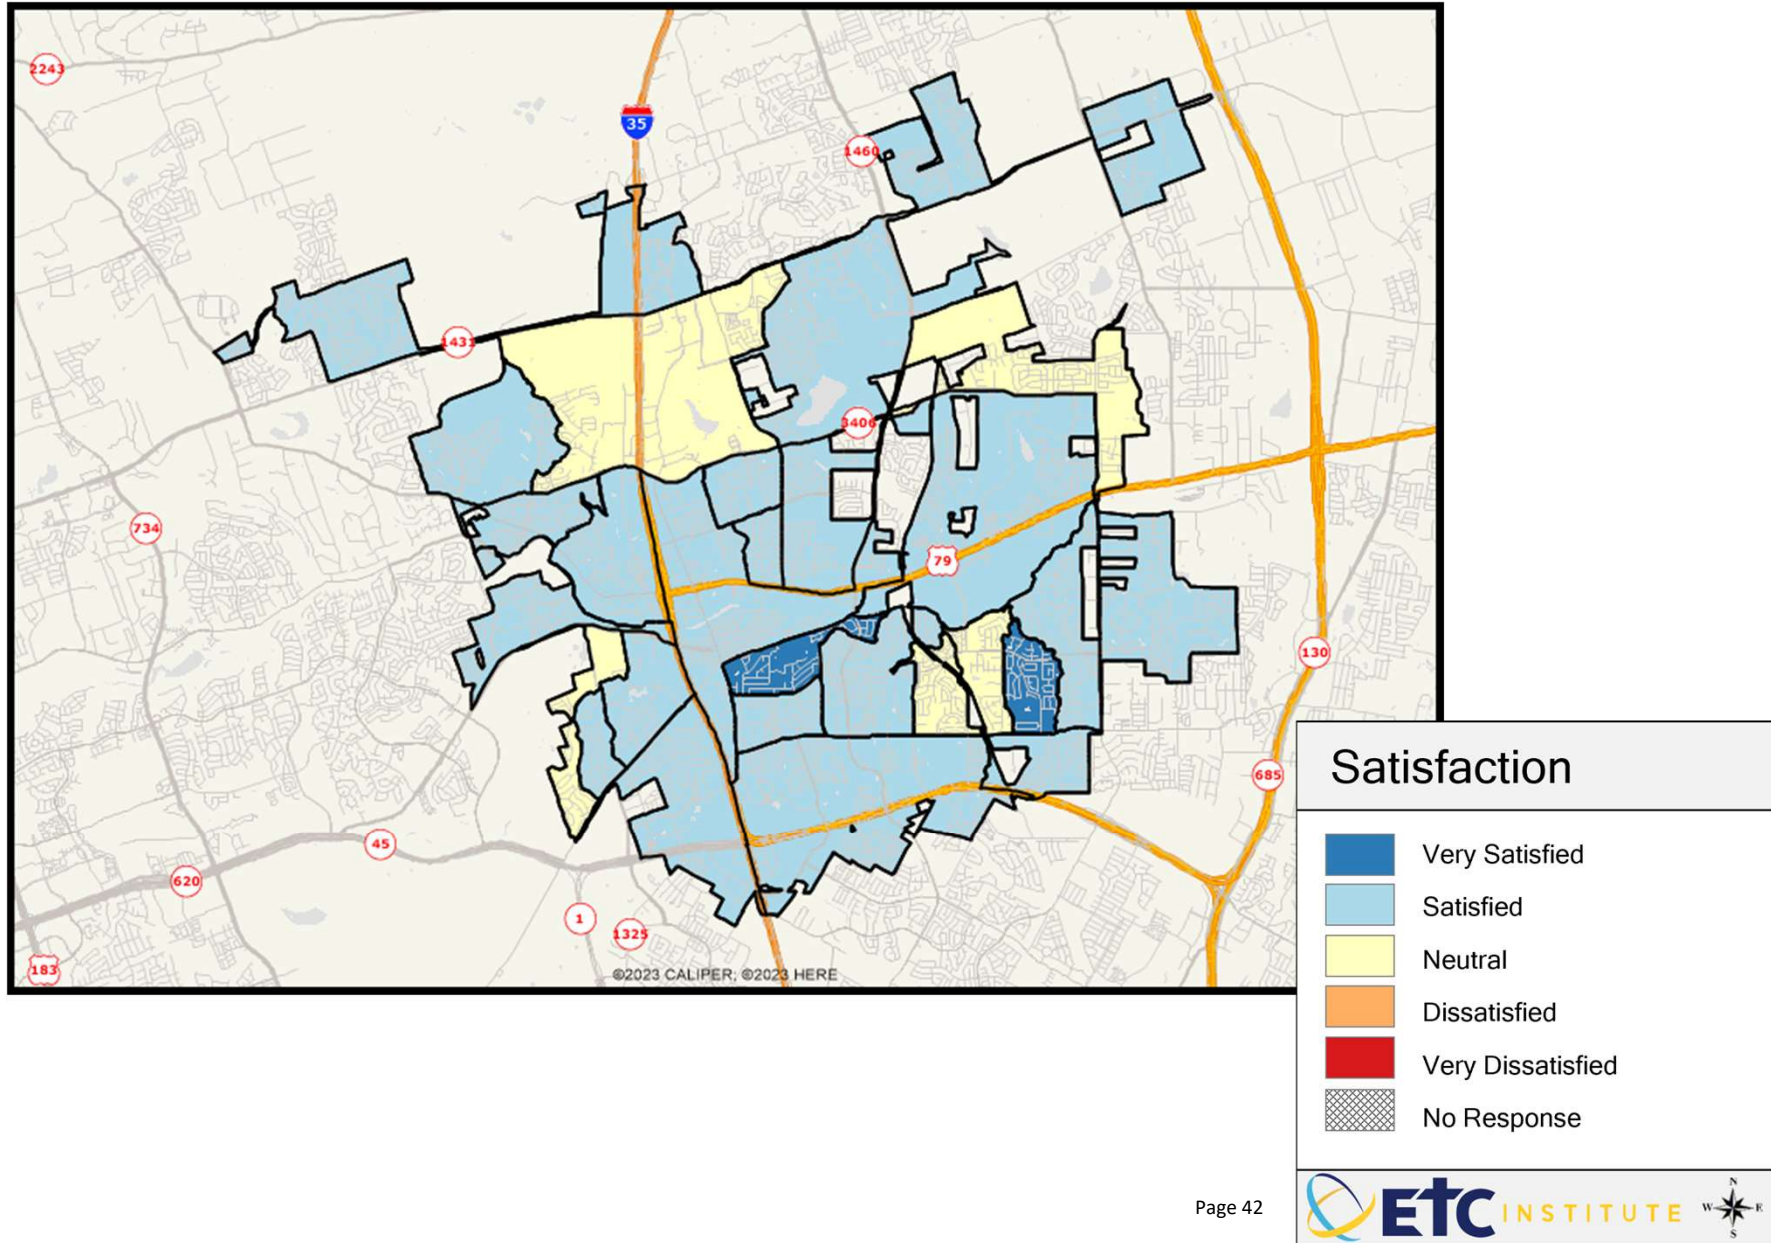 2243
35
1460
1431
3406
734
79
130
685
45
620
1
1325
183
©2023 CALIPER; ©2023 HERE
Satisfaction
Very Satisfied
Satisfied
Neutral
Dissatisfied
Very Dissatisfied
No Response
Page 42
ETC INSTITUTE
N
W E
S